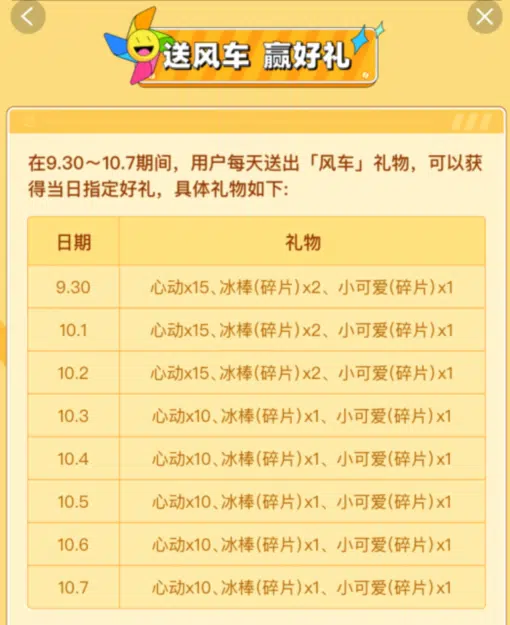 送风车 赢好礼
在9.30～10.7期间，用户每天送出「风车」礼物，可以获
得当日指定好礼，具体礼物如下:
日期 礼物
9.30 心动x15、冰棒(碎片)x2、小可爱(碎片)x1
10.1 心动x15、冰棒(碎片)x2、小可爱(碎片)x1
10.2 心动x15、冰棒(碎片)x2、小可爱(碎片)x1
10.3 心动x10、冰棒(碎片)x1、小可爱(碎片)x1
10.4 心动x10、冰棒(碎片)x1、小可爱(碎片)x1
10.5 心动x10、冰棒(碎片)x1、小可爱(碎片)x1
10.6 心动x10、冰棒(碎片)x1、小可爱(碎片)x1
10.7 心动x10、冰棒(碎片)x1、小可爱(碎片)x1